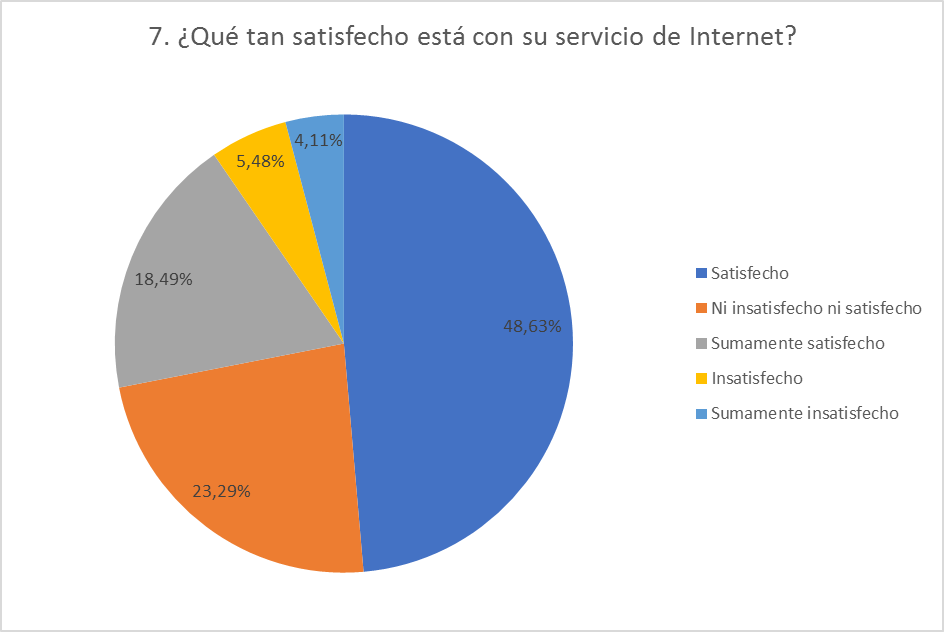 7. ¿Qué tan satisfecho está con su servicio de Internet?
4,11%
5,48%
18,49%
48,63%
23,29%
Satisfecho
Ni insatisfecho ni satisfecho
Sumamente satisfecho
Insatisfecho
Sumamente insatisfecho